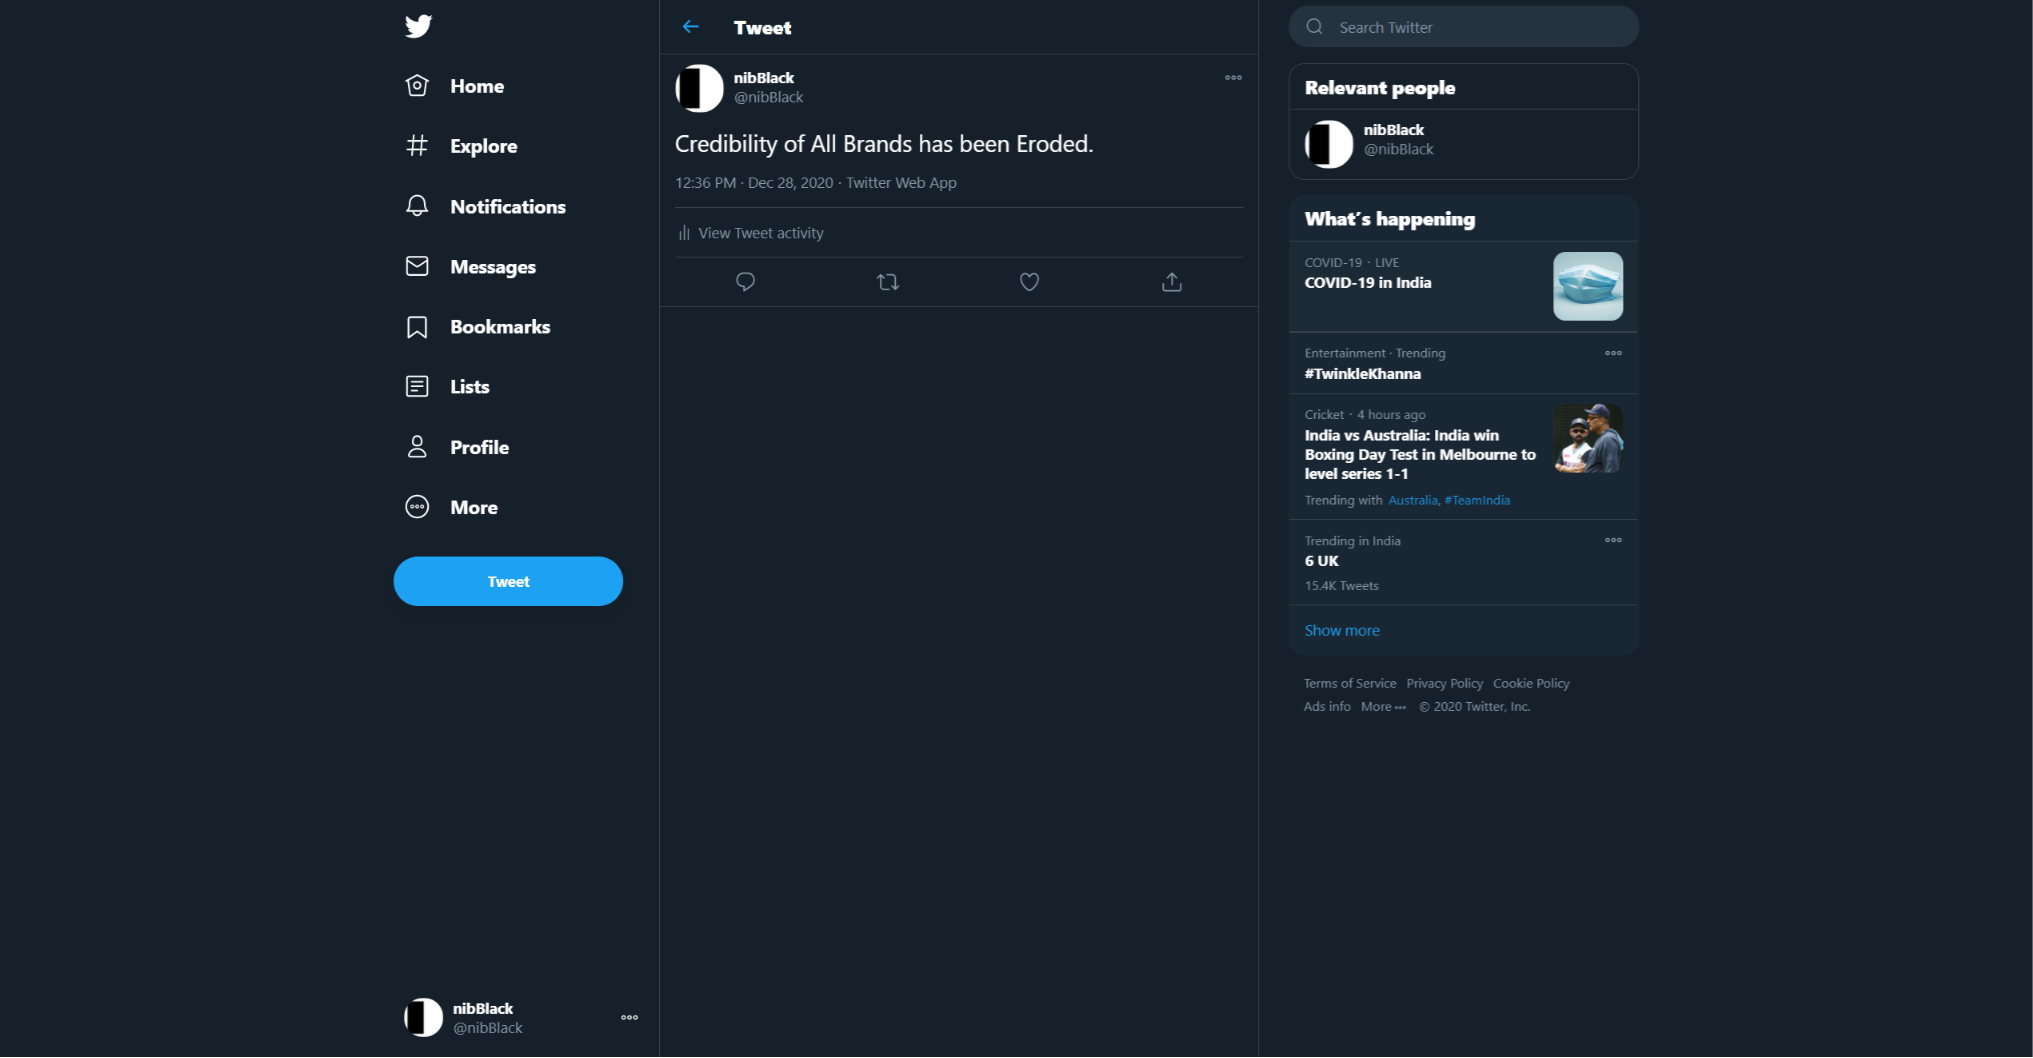 Home
Explore
Notifications
Messages
Bookmarks
Lists
Profile
More
Tweet
nibBlack
@nibBlack
Tweet
nibBlack
@nibBlack
Credibility of All Brands has been Eroded.
12:36 PM · Dec 28, 2020 · Twitter Web App
View Tweet activity
Search Twitter
Relevant people
nibBlack
@nibBlack
What's happening
COVID-19 · LIVE
COVID-19 in India
Entertainment · Trending
#TwinkleKhanna
Cricket · 4 hours ago
India vs Australia: India win
Boxing Day Test in Melbourne to
level series 1-1
Trending with Australia, #TeamIndia
Trending in India
6 UK
15.4K Tweets
Show more
Terms of Service Privacy Policy Cookie Policy
Ads info More ··· © 2020 Twitter, Inc.